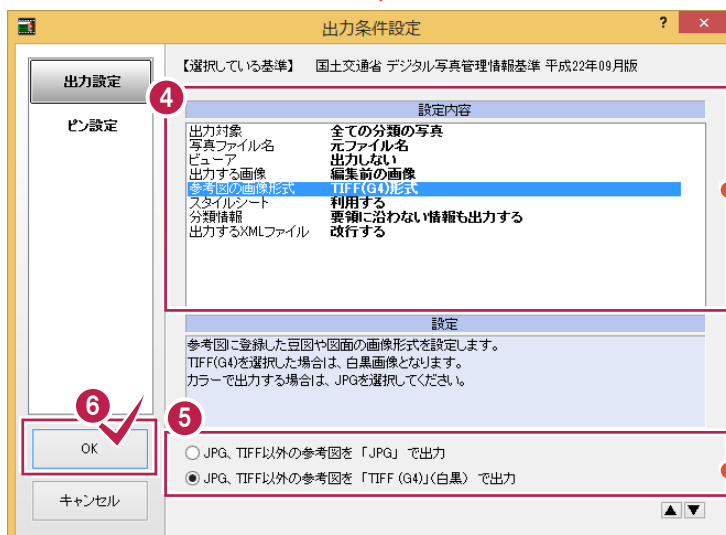 出力条件設定
? ×
出力設定
ピン設定
【選択している基準】 国土交通省 デジタル写真管理情報基準 平成22年09月版
4
設定内容
出力対象 全ての分類の写真
写真ファイル名 元ファイル名
ビューア 出力しない
出力する画像 編集前の画像
参考図の画像形式 TIFF(G4)形式
スタイルシート 利用する
分類情報 要領に沿わない情報も出力する
出力するXMLファイル 改行する
設定
参考図に登録した豆図や図面の画像形式を設定します。
TIFF(G4)を選択した場合は、白黒画像となります。
カラーで出力する場合は、JPGを選択してください。
6
OK
キャンセル
5
JPG、TIFF以外の参考図を「JPG」で出力
JPG、TIFF以外の参考図を「TIFF (G4)」(白黒) で出力
▲ ▼